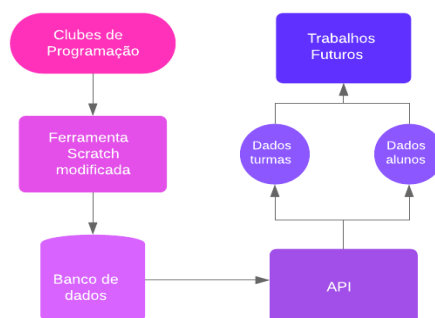 Clubes de
Programação
Ferramenta
Scratch
modificada
Banco de
dados
API
Dados
turmas
Dados
alunos
Trabalhos
Futuros